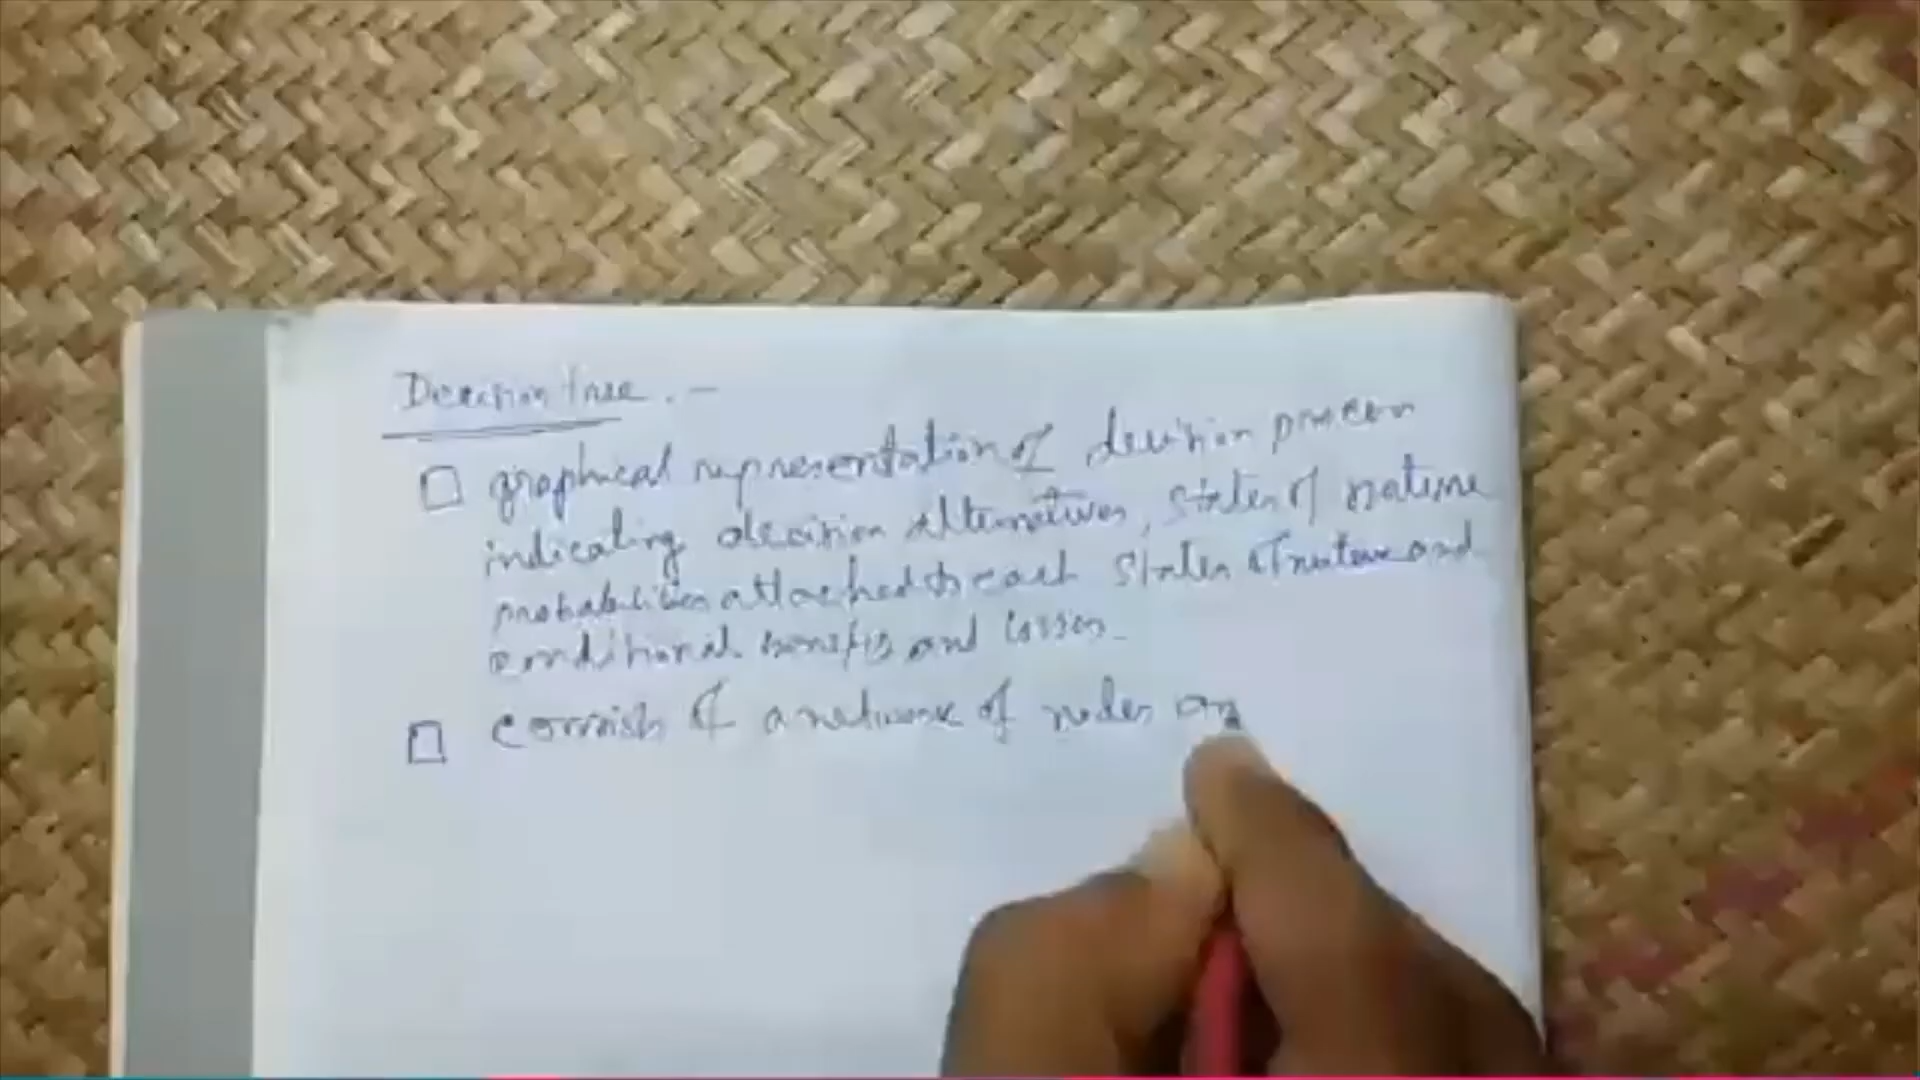 Decision tree. -
□ graphical representation of decision process
indicating decision alternatives, states of nature
probabilities attached to each states of nature and
conditional benefits and losses.
□ consists of a network of nodes an